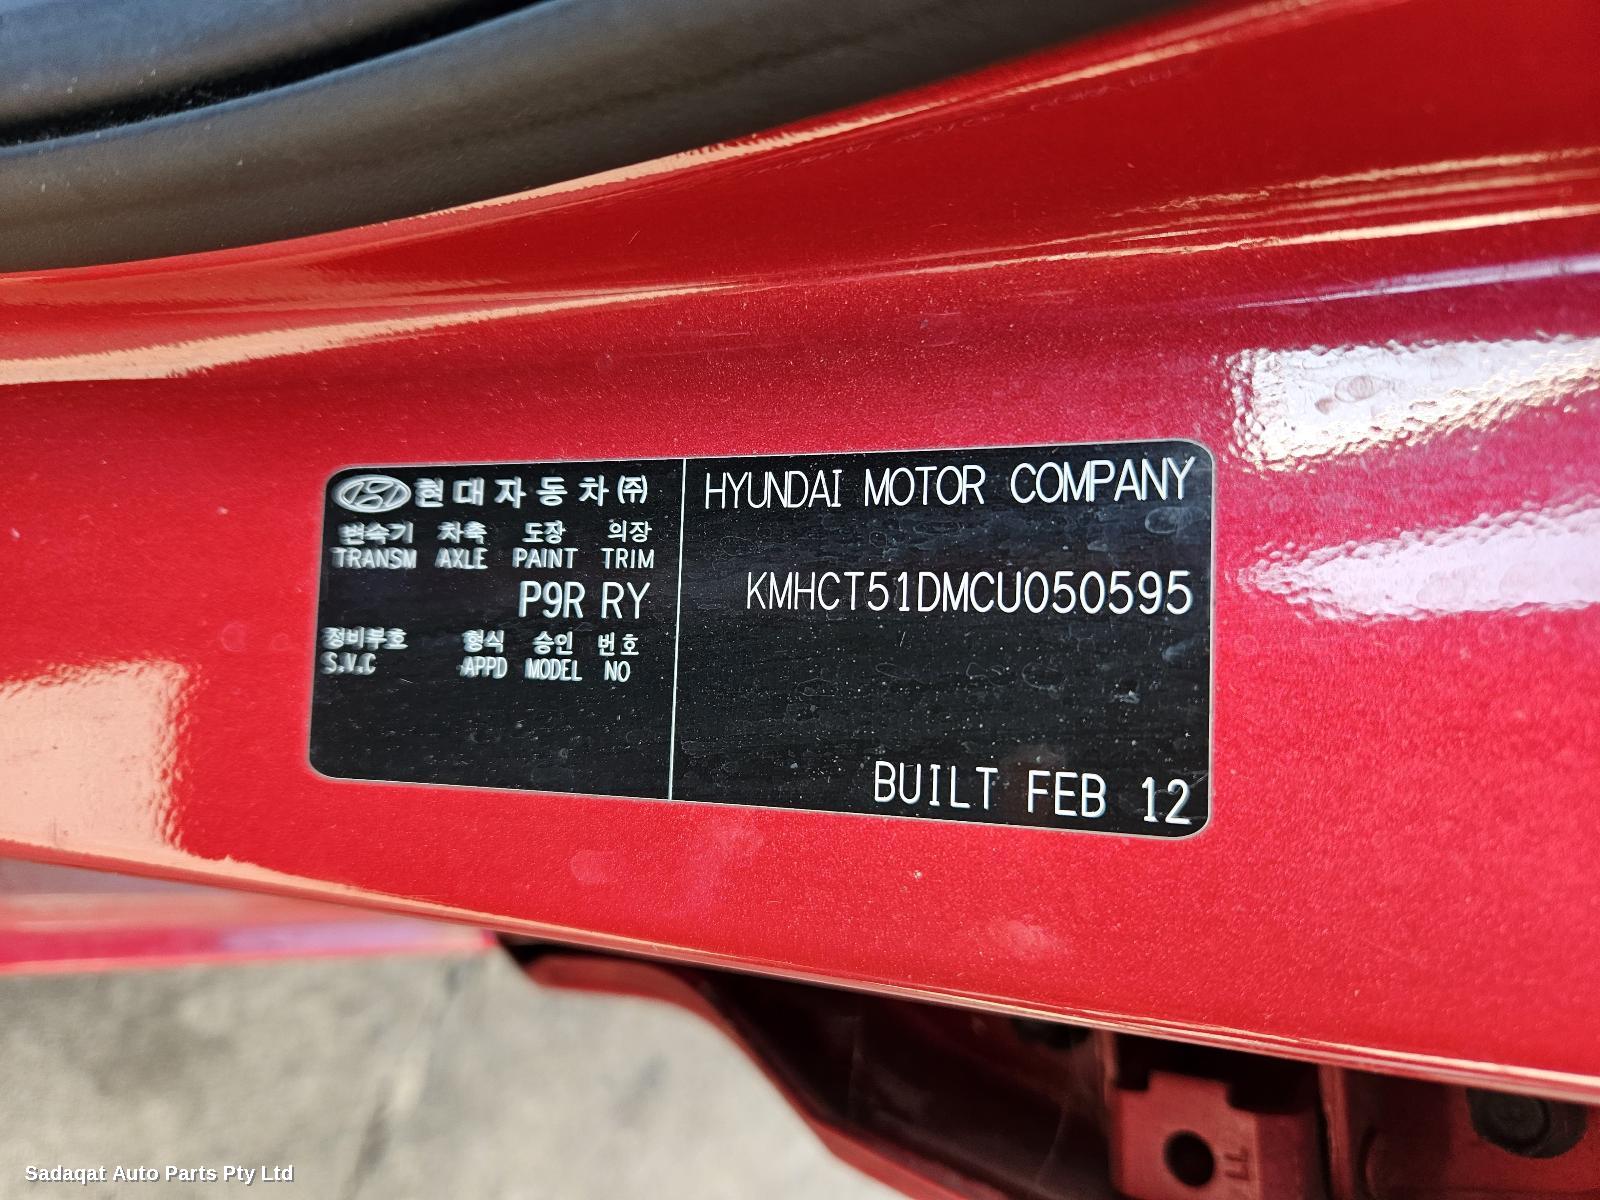 현대자동차㈜
변속기 차축 도장 의장
TRANSM AXLE PAINT TRIM
P9R RY
정비부호 형식 승인 번호
S.V.C APPD MODEL NO
HYUNDAI MOTOR COMPANY
KMHCT51DMCU050595
BUILT FEB 12
LL
Sadaqat Auto Parts Pty Ltd